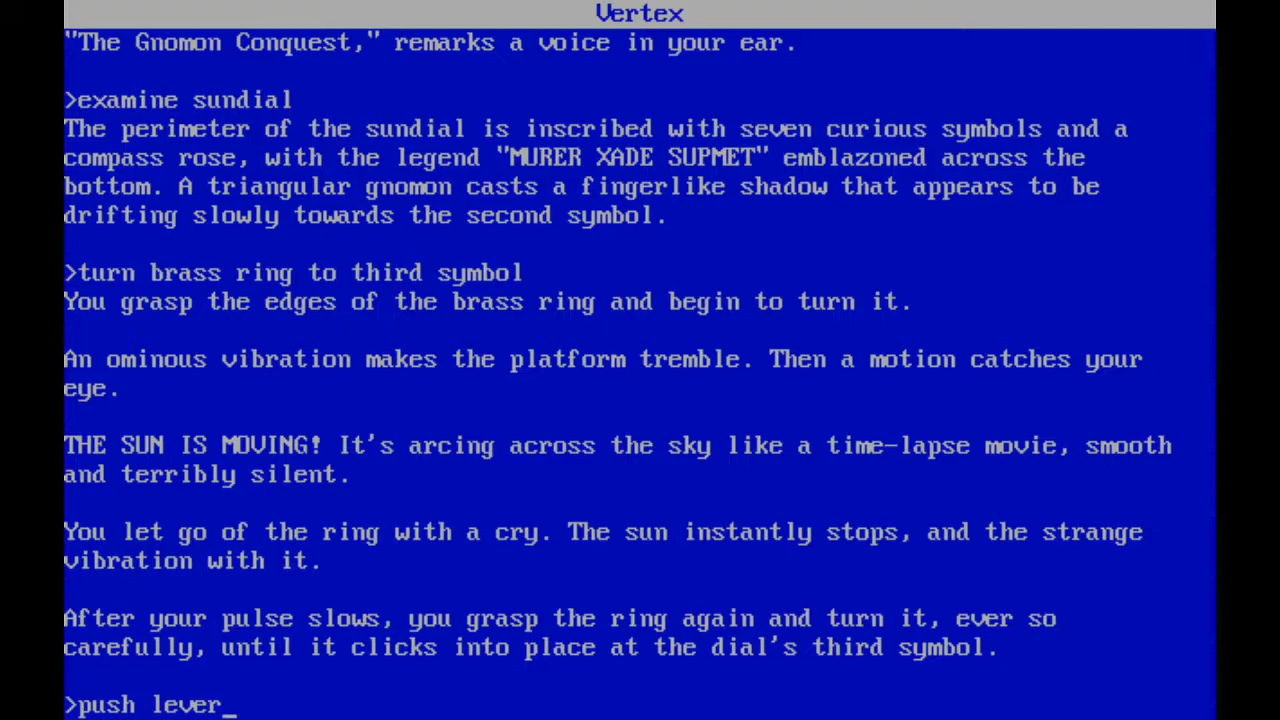 Vertex
"The Gnomon Conquest," remarks a voice in your ear.
>examine sundial
The perimeter of the sundial is inscribed with seven curious symbols and a
compass rose, with the legend "MURER XADE SUPMET" emblazoned across the
bottom. A triangular gnomon casts a fingerlike shadow that appears to be
drifting slowly towards the second symbol.
>turn brass ring to third symbol
You grasp the edges of the brass ring and begin to turn it.
An ominous vibration makes the platform tremble. Then a motion catches your
eye.
THE SUN IS MOVING! It's arcing across the sky like a time-lapse movie, smooth
and terribly silent.
You let go of the ring with a cry. The sun instantly stops, and the strange
vibration with it.
After your pulse slows, you grasp the ring again and turn it, ever so
carefully, until it clicks into place at the dial's third symbol.
>push lever_